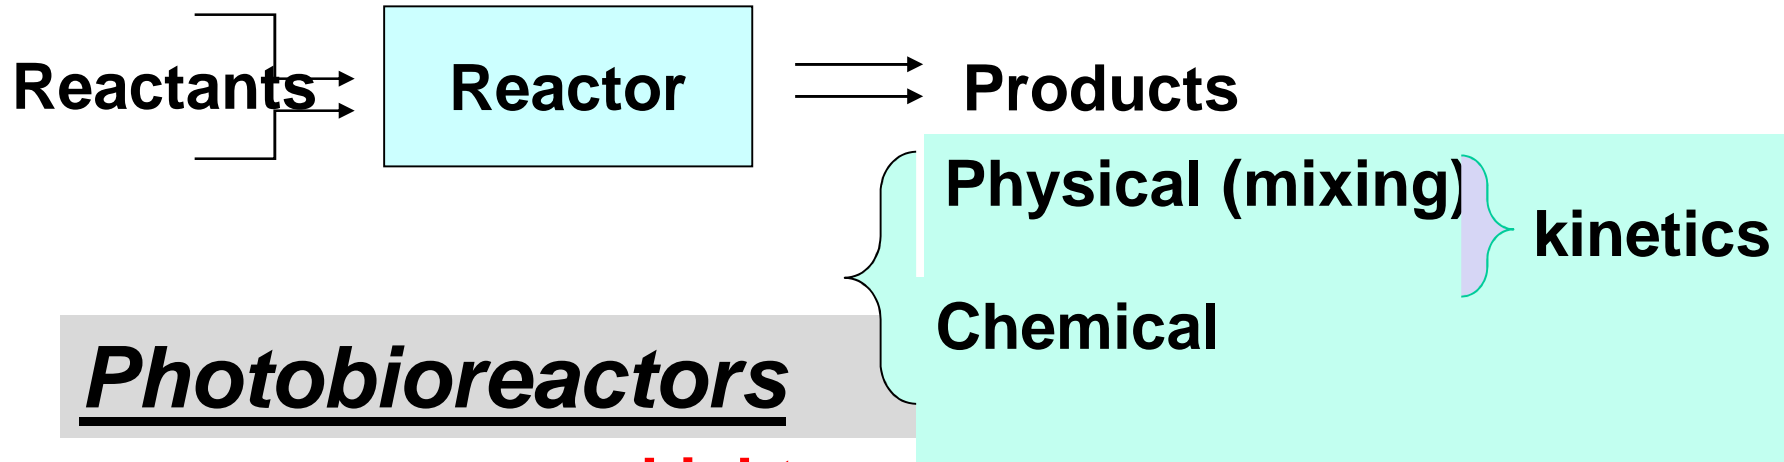 Reactants
Reactor
Products
Physical (mixing)
kinetics
Chemical
Photobioreactors